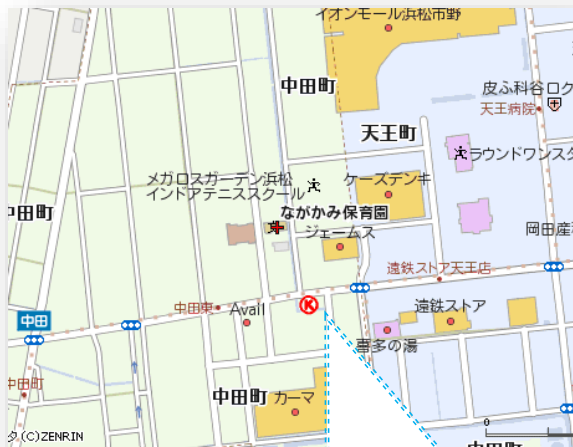 イオンモール浜松市野
中田町
皮ふ科谷口ク
天王病院
天王町
ラウンドワンスタ
メガロスガーデン浜松
インドアテニススクール
ケーズデンキ
中田町
ながかみ保育園
ジェームス
岡田産
遠鉄ストア天王店
中田東
Avail
K
遠鉄ストア
中田
喜多の湯
中田町
中田町
カーマ
0
タ(C)ZENRIN
中田町